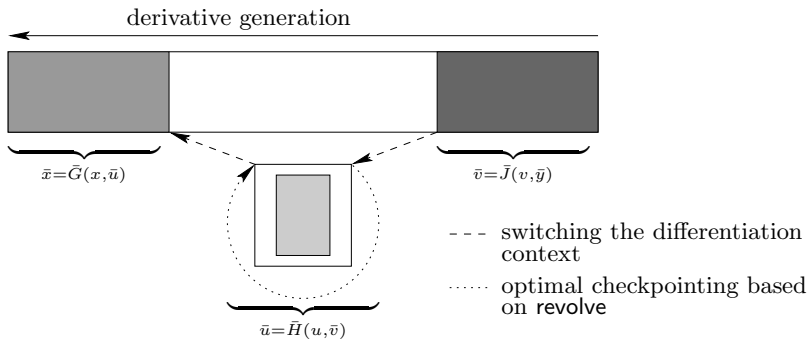 derivative generation
x̄=Ḡ(x,ū)
v̄=J̄(v,ȳ)
ū=H̄(u,v̄)
switching the differentiation
context
optimal checkpointing based
on revolve